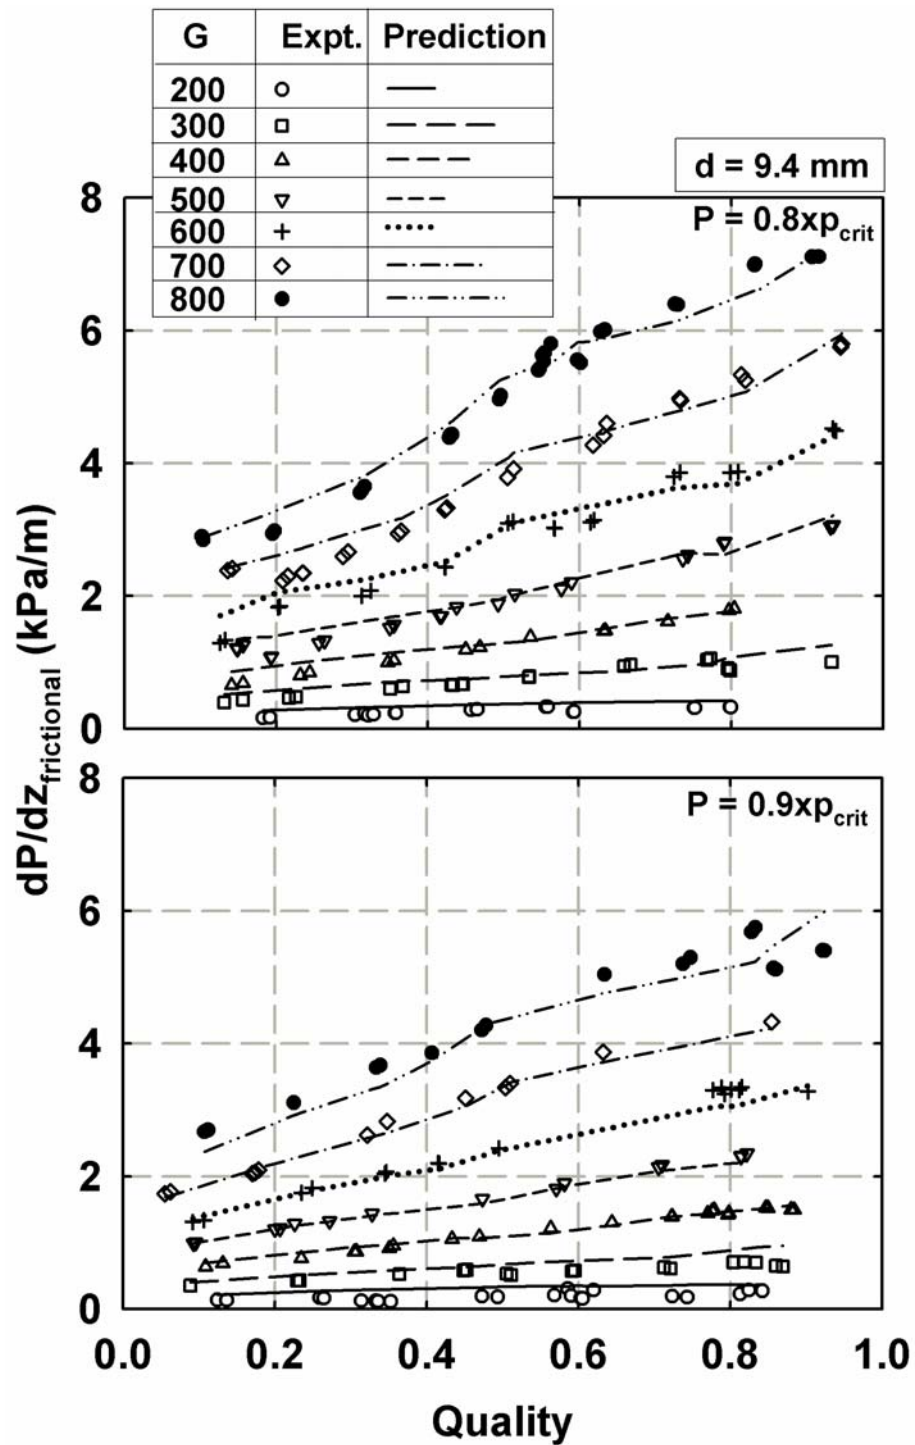 G Expt. Prediction
200
300
400
500
600
700
800
d = 9.4 mm
P = 0.8xp_crit
8
6
4
2
0
P = 0.9xp_crit
8
6
4
2
0
dP/dz_frictional (kPa/m)
0.0 0.2 0.4 0.6 0.8 1.0
Quality